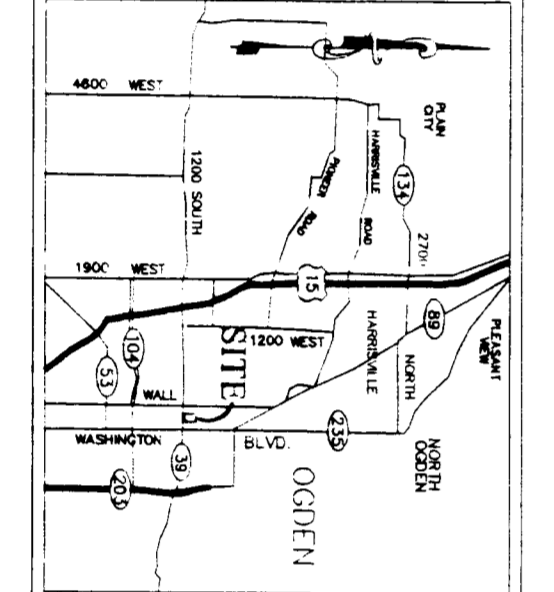 4600 WEST
PLAIN
CITY
HARRISVILLE
ROAD
134
1200 SOUTH
PIONEER
ROAD
2700
NORTH
1900 WEST
15
89
PLEASANT
VIEW
104
53
SITE
1200 WEST
HARRISVILLE
WALL
WASHINGTON BLVD.
235
39
NORTH
OGDEN
203
OGDEN